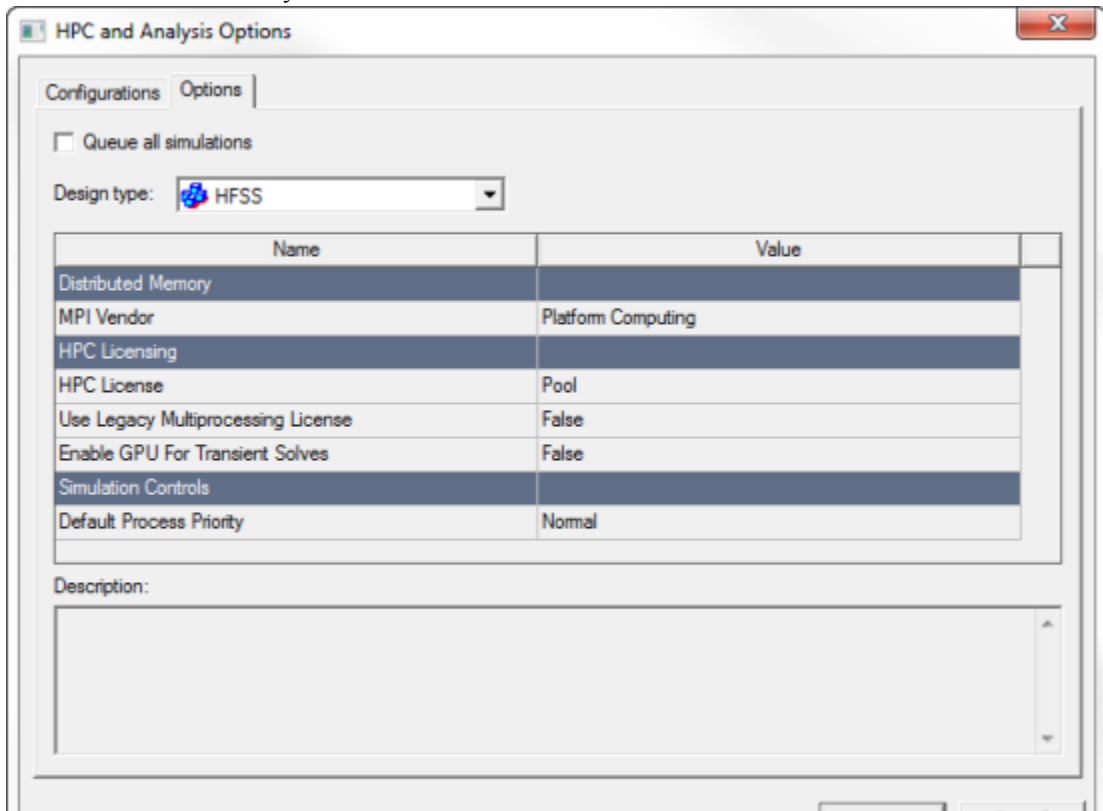 HPC and Analysis Options
Configurations Options
Queue all simulations
Design type: HFSS
Name Value
Distributed Memory
MPI Vendor Platform Computing
HPC Licensing
HPC License Pool
Use Legacy Multiprocessing License False
Enable GPU For Transient Solves False
Simulation Controls
Default Process Priority Normal
Description: